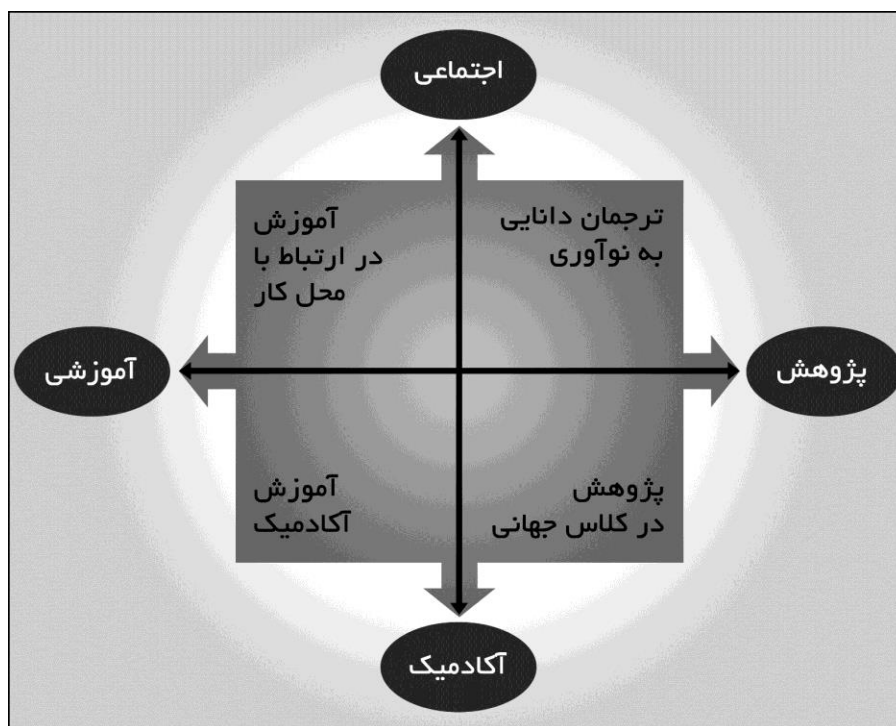 اجتماعی
ترجمان دانایی
به نوآوری
آموزش
در ارتباط با
محل کار
پژوهش
آموزشی
پژوهش
در کلاس جهانی
آموزش
آکادمیک
آکادمیک